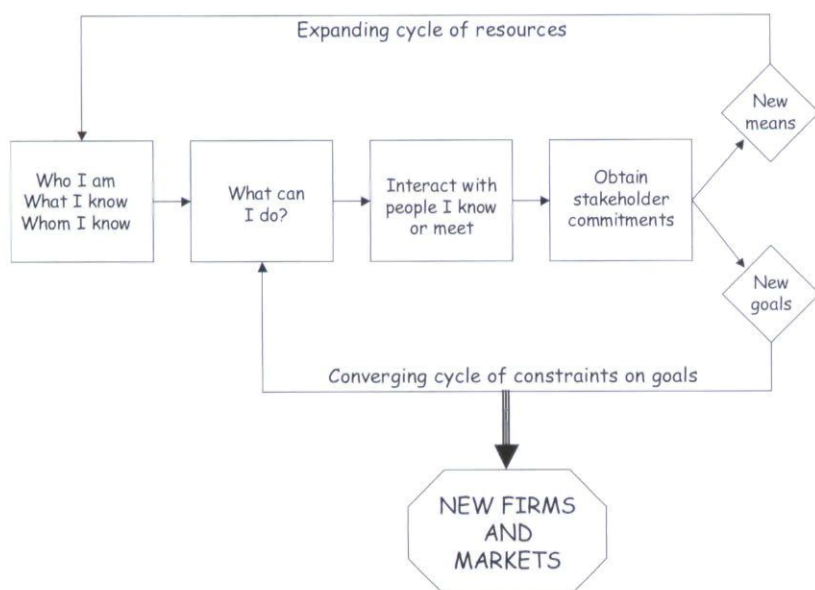 Expanding cycle of resources
New
means
Who I am
What I know
Whom I know
What can
I do?
Interact with
people I know
or meet
Obtain
stakeholder
commitments
New
goals
Converging cycle of constraints on goals
NEW FIRMS
AND
MARKETS